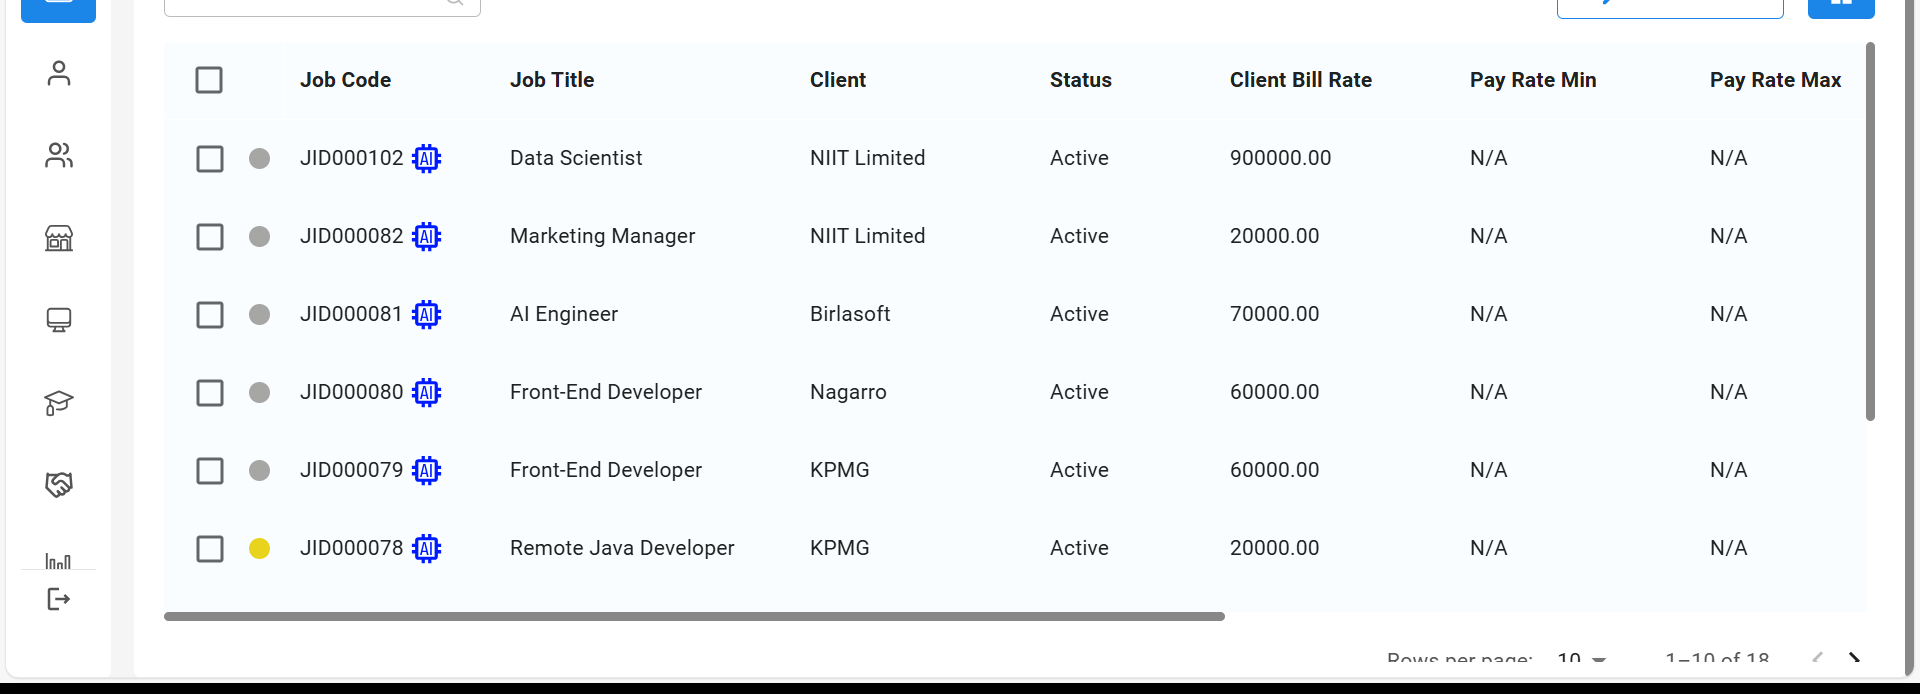 Job Code Job Title Client Status Client Bill Rate Pay Rate Min Pay Rate Max
JID000102 AI Data Scientist NIIT Limited Active 900000.00 N/A N/A
JID000082 AI Marketing Manager NIIT Limited Active 20000.00 N/A N/A
JID000081 AI AI Engineer Birlasoft Active 70000.00 N/A N/A
JID000080 AI Front-End Developer Nagarro Active 60000.00 N/A N/A
JID000079 AI Front-End Developer KPMG Active 60000.00 N/A N/A
JID000078 AI Remote Java Developer KPMG Active 20000.00 N/A N/A
Rows per page: 10 1–10 of 18